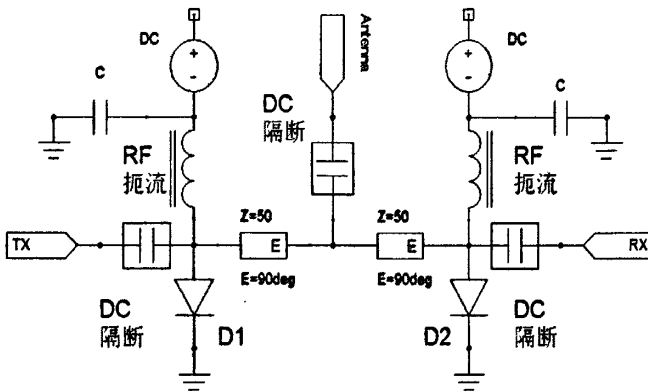 DC
Antenna
DC
+
-
+
-
C
DC
隔断
C
RF
扼流
RF
扼流
Z=50
Z=50
TX
E
E
RX
E=90deg
E=90deg
DC
隔断
D1
D2
DC
隔断